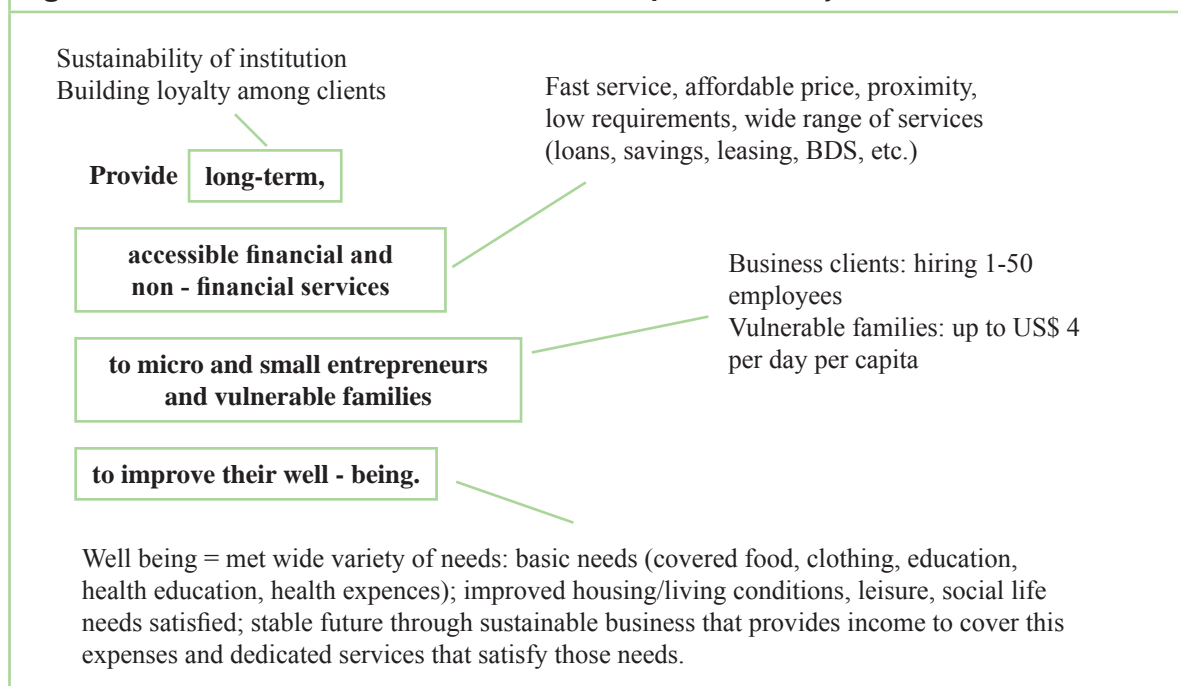 Sustainability of institution
Building loyalty among clients
Fast service, affordable price, proximity,
low requirements, wide range of services
(loans, savings, leasing, BDS, etc.)
Provide long-term,
accessible financial and
non - financial services
Business clients: hiring 1-50
employees
Vulnerable families: up to US$ 4
per day per capita
to micro and small entrepreneurs
and vulnerable families
to improve their well - being.
Well being = met wide variety of needs: basic needs (covered food, clothing, education,
health education, health expences); improved housing/living conditions, leisure, social life
needs satisfied; stable future through sustainable business that provides income to cover this
expenses and dedicated services that satisfy those needs.